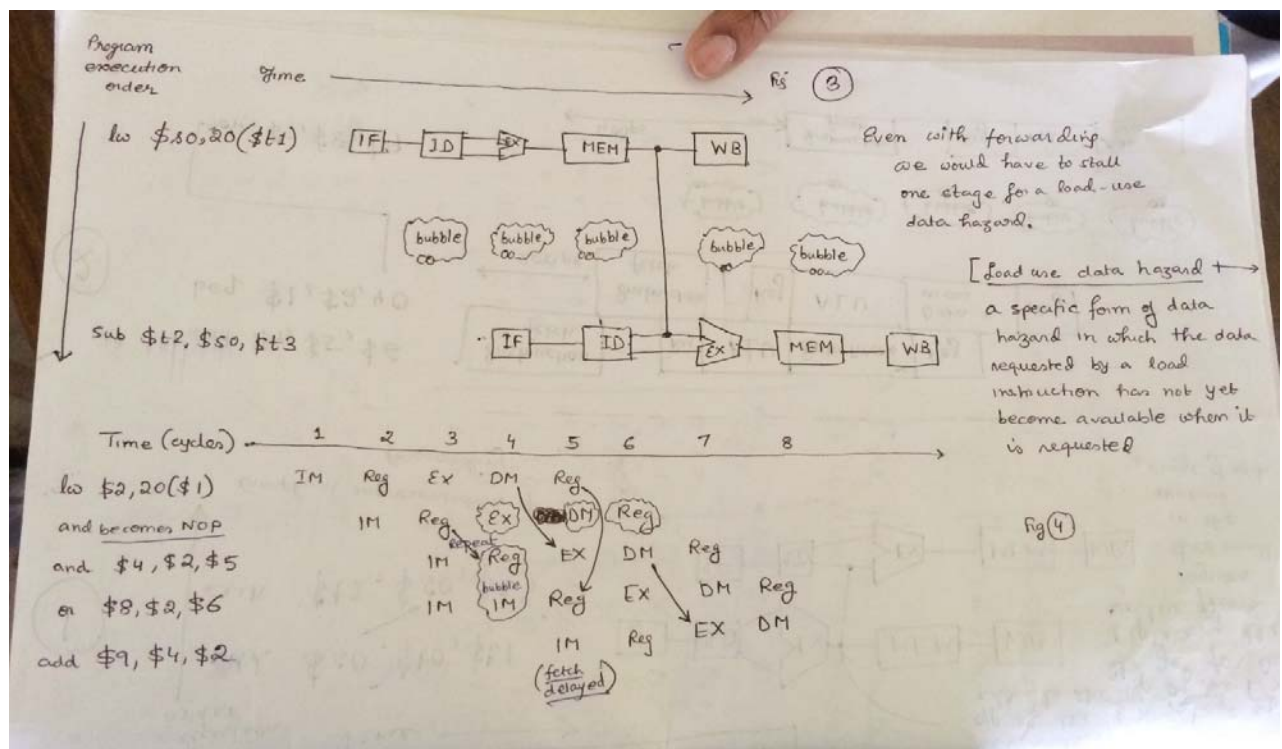 Program
execution
order
Time
Fig 3
lw $s0, 20($t1)
IF ID EX MEM WB
Even with forwarding
we would have to stall
one stage for a load-use
data hazard.
bubble bubble bubble bubble bubble
[Load use data hazard →
a specific form of data
hazard in which the data
requested by a load
instruction has not yet
become available when it
is requested
Sub $t2, $s0, $t3
IF ID EX MEM WB
Time (cycles) 1 2 3 4 5 6 7 8
lw $2, 20($1) IM Reg EX DM Reg
and becomes NOP IM Reg EX DM Reg
repeat
and $4, $2, $5 IM Reg EX DM Reg
bubble
or $8, $2, $6 IM IM Reg EX DM Reg
add $9, $4, $2 IM Reg EX DM
(fetch
delayed)
Fig 4